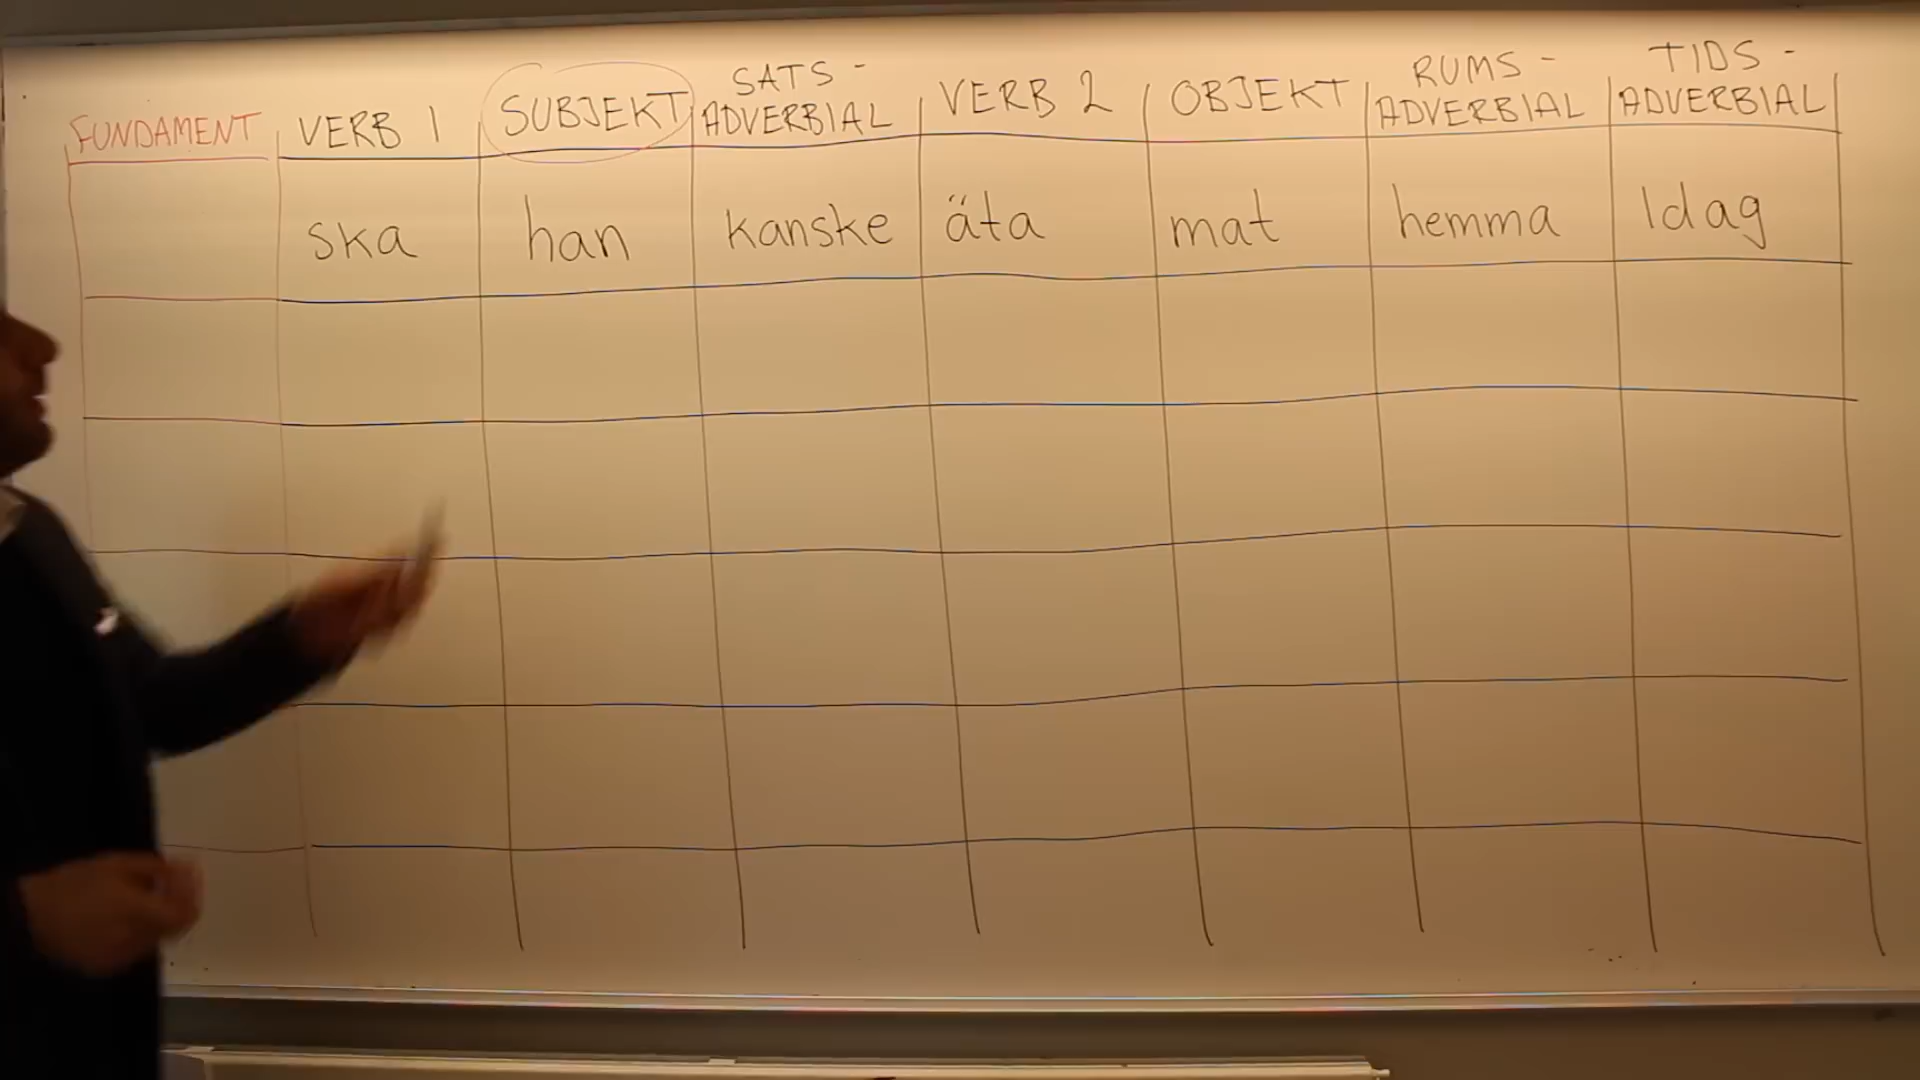 FUNDAMENT VERB 1 SUBJEKT SATS-ADVERBIAL VERB 2 OBJEKT RUMS-ADVERBIAL TIDS-ADVERBIAL
ska han kanske äta mat hemma Idag